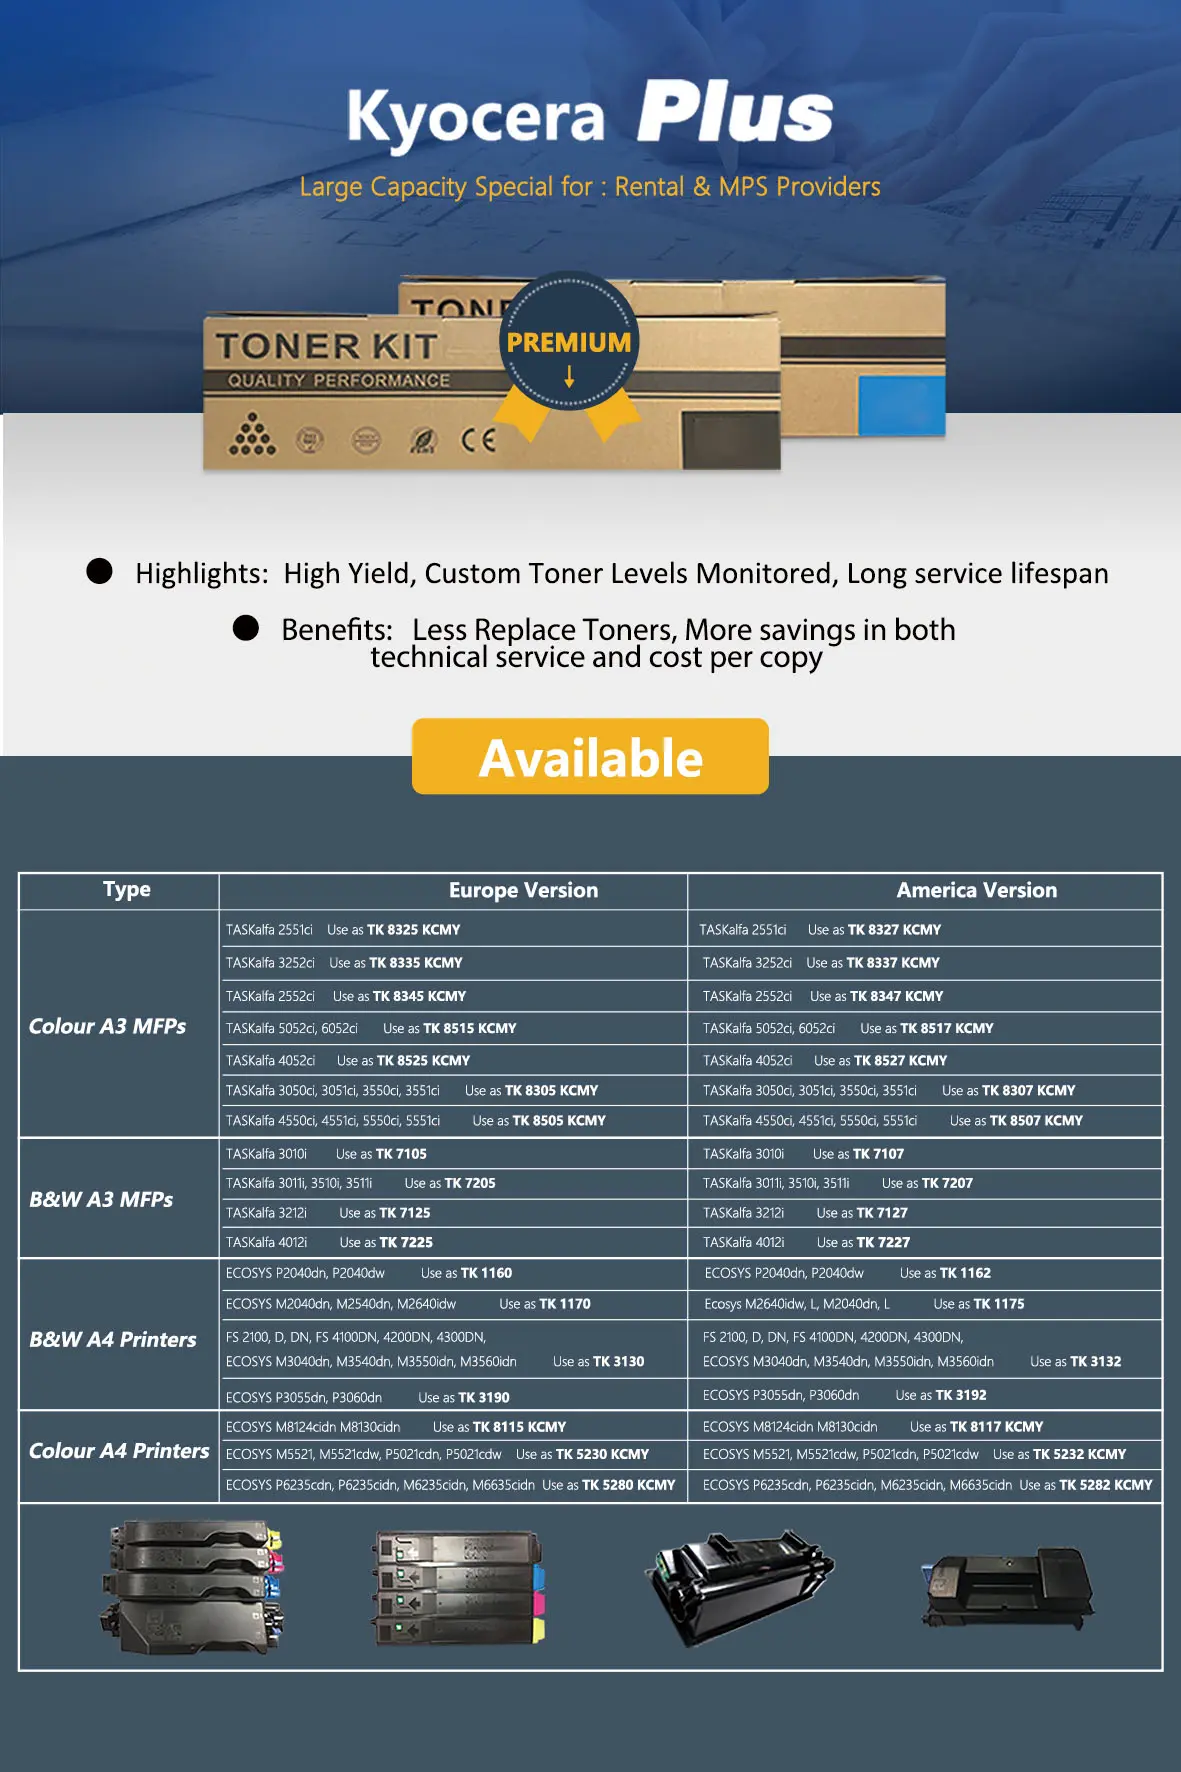 Kyocera Plus
Large Capacity Special for : Rental & MPS Providers
TONER KIT
QUALITY PERFORMANCE
CE
PREMIUM
● Highlights: High Yield, Custom Toner Levels Monitored, Long service lifespan
● Benefits: Less Replace Toners, More savings in both
technical service and cost per copy
Available
Type Europe Version America Version
Colour A3 MFPs
TASKalfa 2551ci Use as TK 8325 KCMY TASKalfa 2551ci Use as TK 8327 KCMY
TASKalfa 3252ci Use as TK 8335 KCMY TASKalfa 3252ci Use as TK 8337 KCMY
TASKalfa 2552ci Use as TK 8345 KCMY TASKalfa 2552ci Use as TK 8347 KCMY
TASKalfa 5052ci, 6052ci Use as TK 8515 KCMY TASKalfa 5052ci, 6052ci Use as TK 8517 KCMY
TASKalfa 4052ci Use as TK 8525 KCMY TASKalfa 4052ci Use as TK 8527 KCMY
TASKalfa 3050ci, 3051ci, 3550ci, 3551ci Use as TK 8305 KCMY TASKalfa 3050ci, 3051ci, 3550ci, 3551ci Use as TK 8307 KCMY
TASKalfa 4550ci, 4551ci, 5550ci, 5551ci Use as TK 8505 KCMY TASKalfa 4550ci, 4551ci, 5550ci, 5551ci Use as TK 8507 KCMY
B&W A3 MFPs
TASKalfa 3010i Use as TK 7105 TASKalfa 3010i Use as TK 7107
TASKalfa 3011i, 3510i, 3511i Use as TK 7205 TASKalfa 3011i, 3510i, 3511i Use as TK 7207
TASKalfa 3212i Use as TK 7125 TASKalfa 3212i Use as TK 7127
TASKalfa 4012i Use as TK 7225 TASKalfa 4012i Use as TK 7227
B&W A4 Printers
ECOSYS P2040dn, P2040dw Use as TK 1160 ECOSYS P2040dn, P2040dw Use as TK 1162
ECOSYS M2040dn, M2540dn, M2640idw Use as TK 1170 Ecosys M2640idw, L, M2040dn, L Use as TK 1175
FS 2100, D, DN, FS 4100DN, 4200DN, 4300DN, FS 2100, D, DN, FS 4100DN, 4200DN, 4300DN,
ECOSYS M3040dn, M3540dn, M3550idn, M3560idn Use as TK 3130 ECOSYS M3040dn, M3540dn, M3550idn, M3560idn Use as TK 3132
ECOSYS P3055dn, P3060dn Use as TK 3190 ECOSYS P3055dn, P3060dn Use as TK 3192
Colour A4 Printers
ECOSYS M8124cidn M8130cidn Use as TK 8115 KCMY ECOSYS M8124cidn M8130cidn Use as TK 8117 KCMY
ECOSYS M5521, M5521cdw, P5021cdn, P5021cdw Use as TK 5230 KCMY ECOSYS M5521, M5521cdw, P5021cdn, P5021cdw Use as TK 5232 KCMY
ECOSYS P6235cdn, P6235cidn, M6235cidn, M6635cidn Use as TK 5280 KCMY ECOSYS P6235cdn, P6235cidn, M6235cidn, M6635cidn Use as TK 5282 KCMY